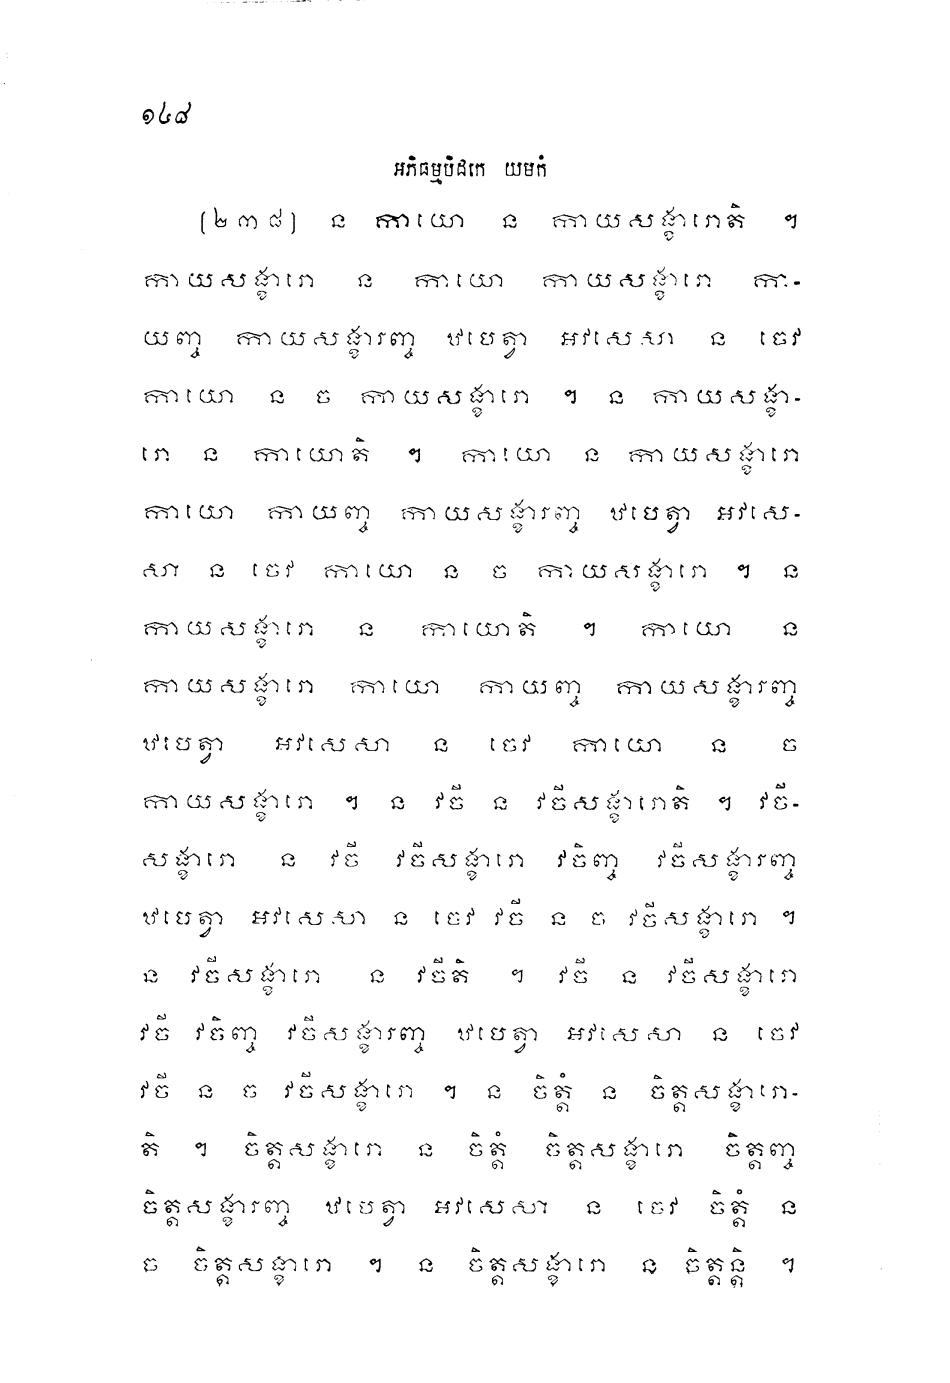 ១៤៨
អភិធម្មបិដកេ យមកំ
(២៣៨) ន កាយោ ន កាយសង្ខារោតិ ។
កាយសង្ខារោ ន កាយោ កាយសង្ខារោ កា-
យញ្ច កាយសង្ខារញ្ច ឋបេត្វា អវសេសា ន ចេវ
កាយោ ន ច កាយសង្ខារោ ។ ន កាយសង្ខា-
រោ ន កាយោតិ ។ កាយោ ន កាយសង្ខារោ
កាយោ កាយញ្ច កាយសង្ខារញ្ច ឋបេត្វា អវសេ-
សា ន ចេវ កាយោ ន ច កាយសង្ខារោ ។ ន
កាយសង្ខារោ ន កាយោតិ ។ កាយោ ន
កាយសង្ខារោ កាយោ កាយញ្ច កាយសង្ខារញ្ច
ឋបេត្វា អវសេសា ន ចេវ កាយោ ន ច
កាយសង្ខារោ ។ ន វចី ន វចីសង្ខារោតិ ។ វចី-
សង្ខារោ ន វចី វចីសង្ខារោ វចិញ្ច វចីសង្ខារញ្ច
ឋបេត្វា អវសេសា ន ចេវ វចី ន ច វចីសង្ខារោ ។
ន វចីសង្ខារោ ន វចីតិ ។ វចី ន វចីសង្ខារោ
វចី វចិញ្ច វចីសង្ខារញ្ច ឋបេត្វា អវសេសា ន ចេវ
វចី ន ច វចីសង្ខារោ ។ ន ចិត្តំ ន ចិត្តសង្ខារោ-
តិ ។ ចិត្តសង្ខារោ ន ចិត្តំ ចិត្តសង្ខារោ ចិត្តញ្ច
ចិត្តសង្ខារញ្ច ឋបេត្វា អវសេសា ន ចេវ ចិត្តំ ន
ច ចិត្តសង្ខារោ ។ ន ចិត្តសង្ខារោ ន ចិត្តន្តិ ។